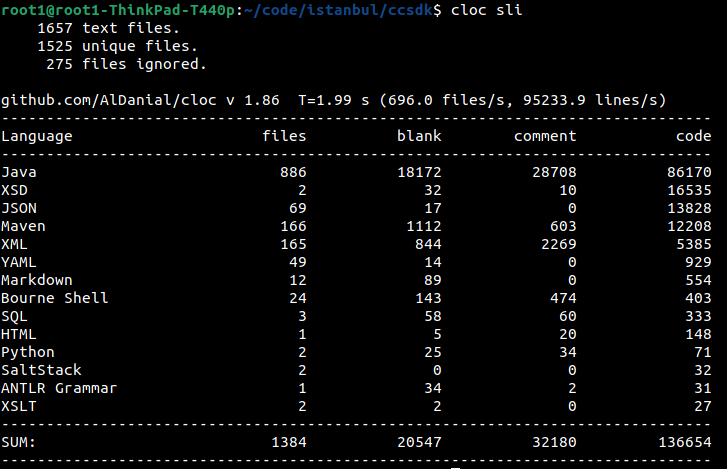 root1@root1-ThinkPad-T440p:~/code/istanbul/ccsdk$ cloc sli
    1657 text files.
    1525 unique files.
     275 files ignored.

github.com/AlDanial/cloc v 1.86  T=1.99 s (696.0 files/s, 95233.9 lines/s)
-------------------------------------------------------------------------------
Language                     files          blank        comment           code
-------------------------------------------------------------------------------
Java                           886          18172          28708          86170
XSD                              2             32             10          16535
JSON                            69             17              0          13828
Maven                          166           1112            603          12208
XML                            165            844           2269           5385
YAML                            49             14              0            929
Markdown                        12             89              0            554
Bourne Shell                    24            143            474            403
SQL                              3             58             60            333
HTML                             1              5             20            148
Python                           2             25             34             71
SaltStack                        2              0              0             32
ANTLR Grammar                    1             34              2             31
XSLT                             2              2              0             27
-------------------------------------------------------------------------------
SUM:                          1384          20547          32180         136654
-------------------------------------------------------------------------------